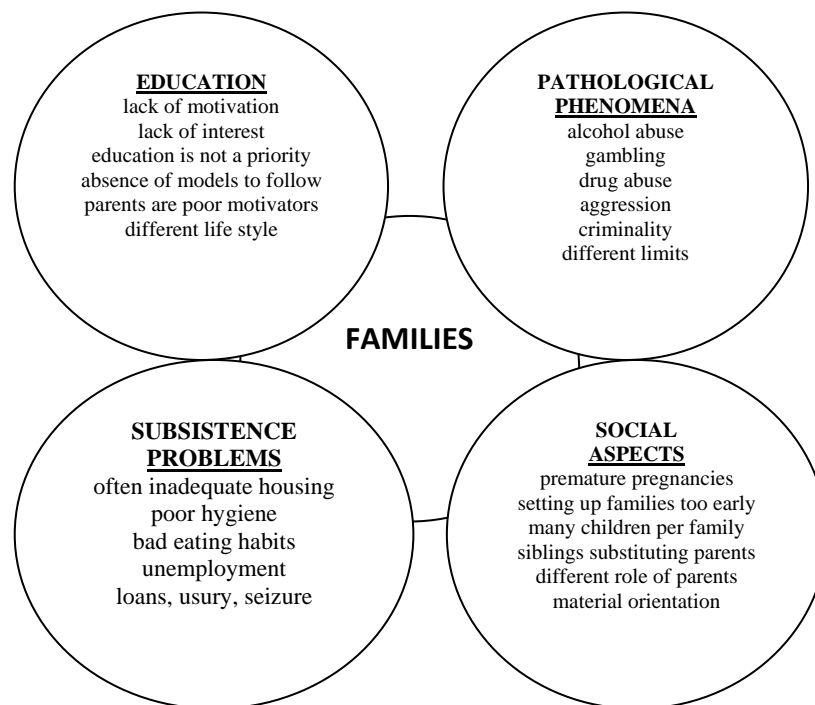 EDUCATION
lack of motivation
lack of interest
education is not a priority
absence of models to follow
parents are poor motivators
different life style
PATHOLOGICAL
PHENOMENA
alcohol abuse
gambling
drug abuse
aggression
criminality
different limits
FAMILIES
SUBSISTENCE
PROBLEMS
often inadequate housing
poor hygiene
bad eating habits
unemployment
loans, usury, seizure
SOCIAL
ASPECTS
premature pregnancies
setting up families too early
many children per family
siblings substituting parents
different role of parents
material orientation